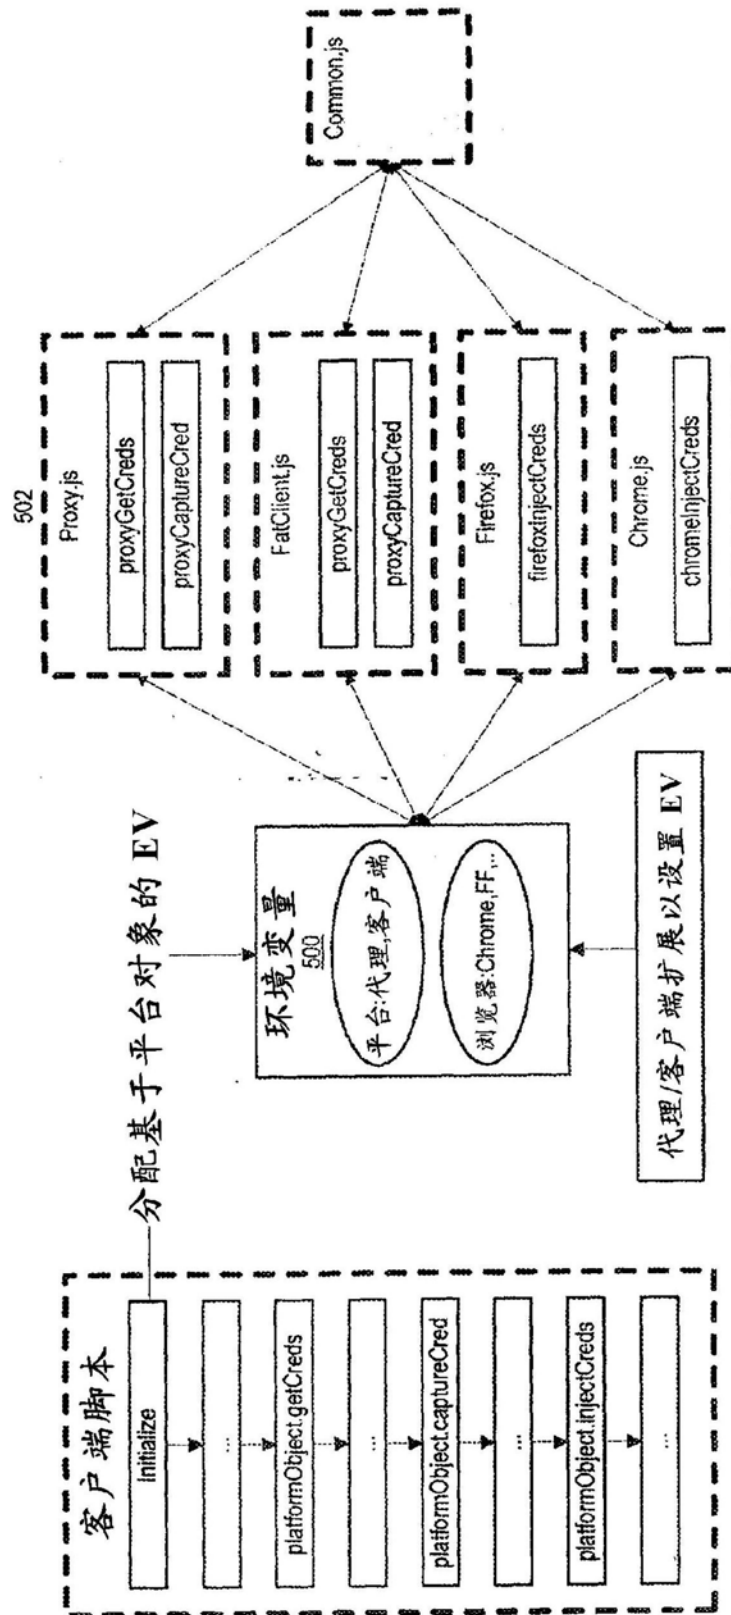 客户端脚本
Initialize
...
platformObject.getCreds
...
platformObject.captureCred
...
platformObject.injectCreds
...
分配基于平台对象的 EV
环境变量
500
平台:代理,客户端
浏览器:Chrome,FF,..
代理/客户端扩展以设置 EV
502
Proxy.js
proxyGetCreds
proxyCaptureCred
FatClient.js
proxyGetCreds
proxyCaptureCred
Firefox.js
firefoxInjectCreds
Chrome.js
chromeInjectCreds
Common.js